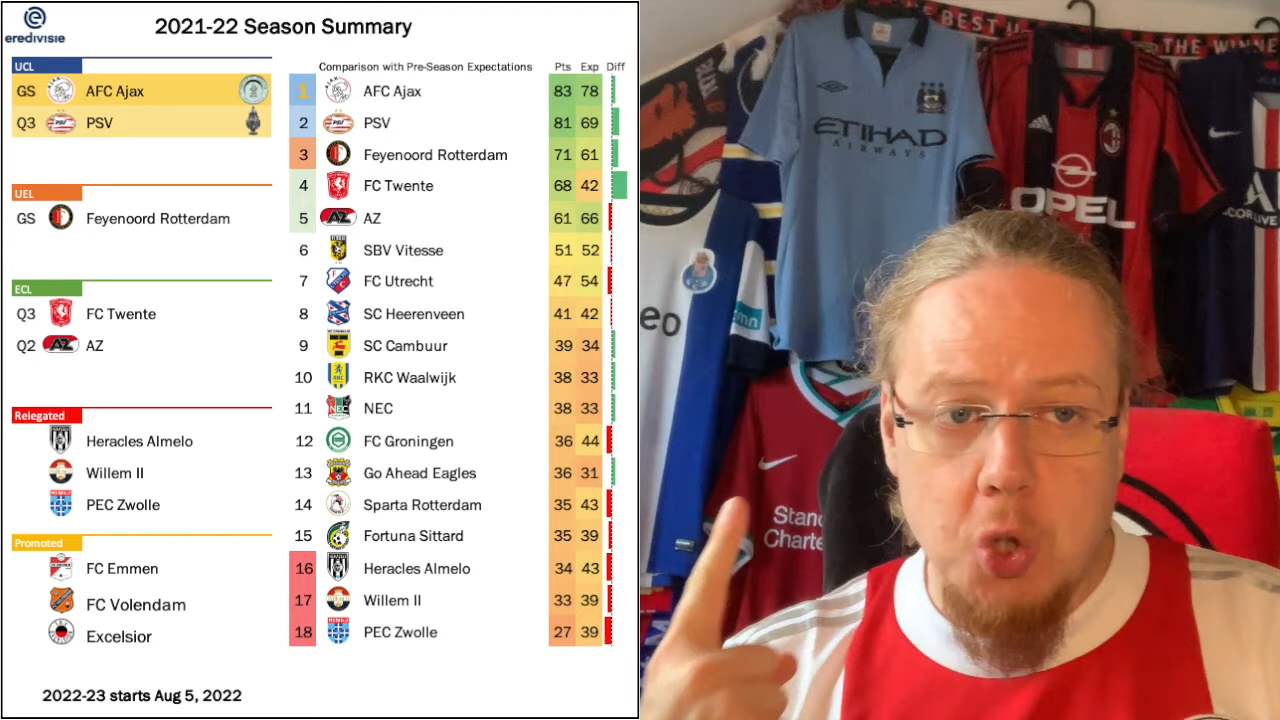 eredivisie
2021-22 Season Summary
UCL
GS AFC Ajax
Q3 PSV
UEL
GS Feyenoord Rotterdam
ECL
Q3 FC Twente
Q2 AZ
Relegated
Heracles Almelo
Willem II
PEC Zwolle
Promoted
FC Emmen
FC Volendam
Excelsior
2022-23 starts Aug 5, 2022
Comparison with Pre-Season Expectations Pts Exp Diff
1 AFC Ajax 83 78
2 PSV 81 69
3 Feyenoord Rotterdam 71 61
4 FC Twente 68 42
5 AZ 61 66
6 SBV Vitesse 51 52
7 FC Utrecht 47 54
8 SC Heerenveen 41 42
9 SC Cambuur 39 34
10 RKC Waalwijk 38 33
11 NEC 38 33
12 FC Groningen 36 44
13 Go Ahead Eagles 36 31
14 Sparta Rotterdam 35 43
15 Fortuna Sittard 35 39
16 Heracles Almelo 34 43
17 Willem II 33 39
18 PEC Zwolle 27 39
THE WINNE
ETIHAD
AIRWAYS
OPEL
adidas
eo
Stan
Charte